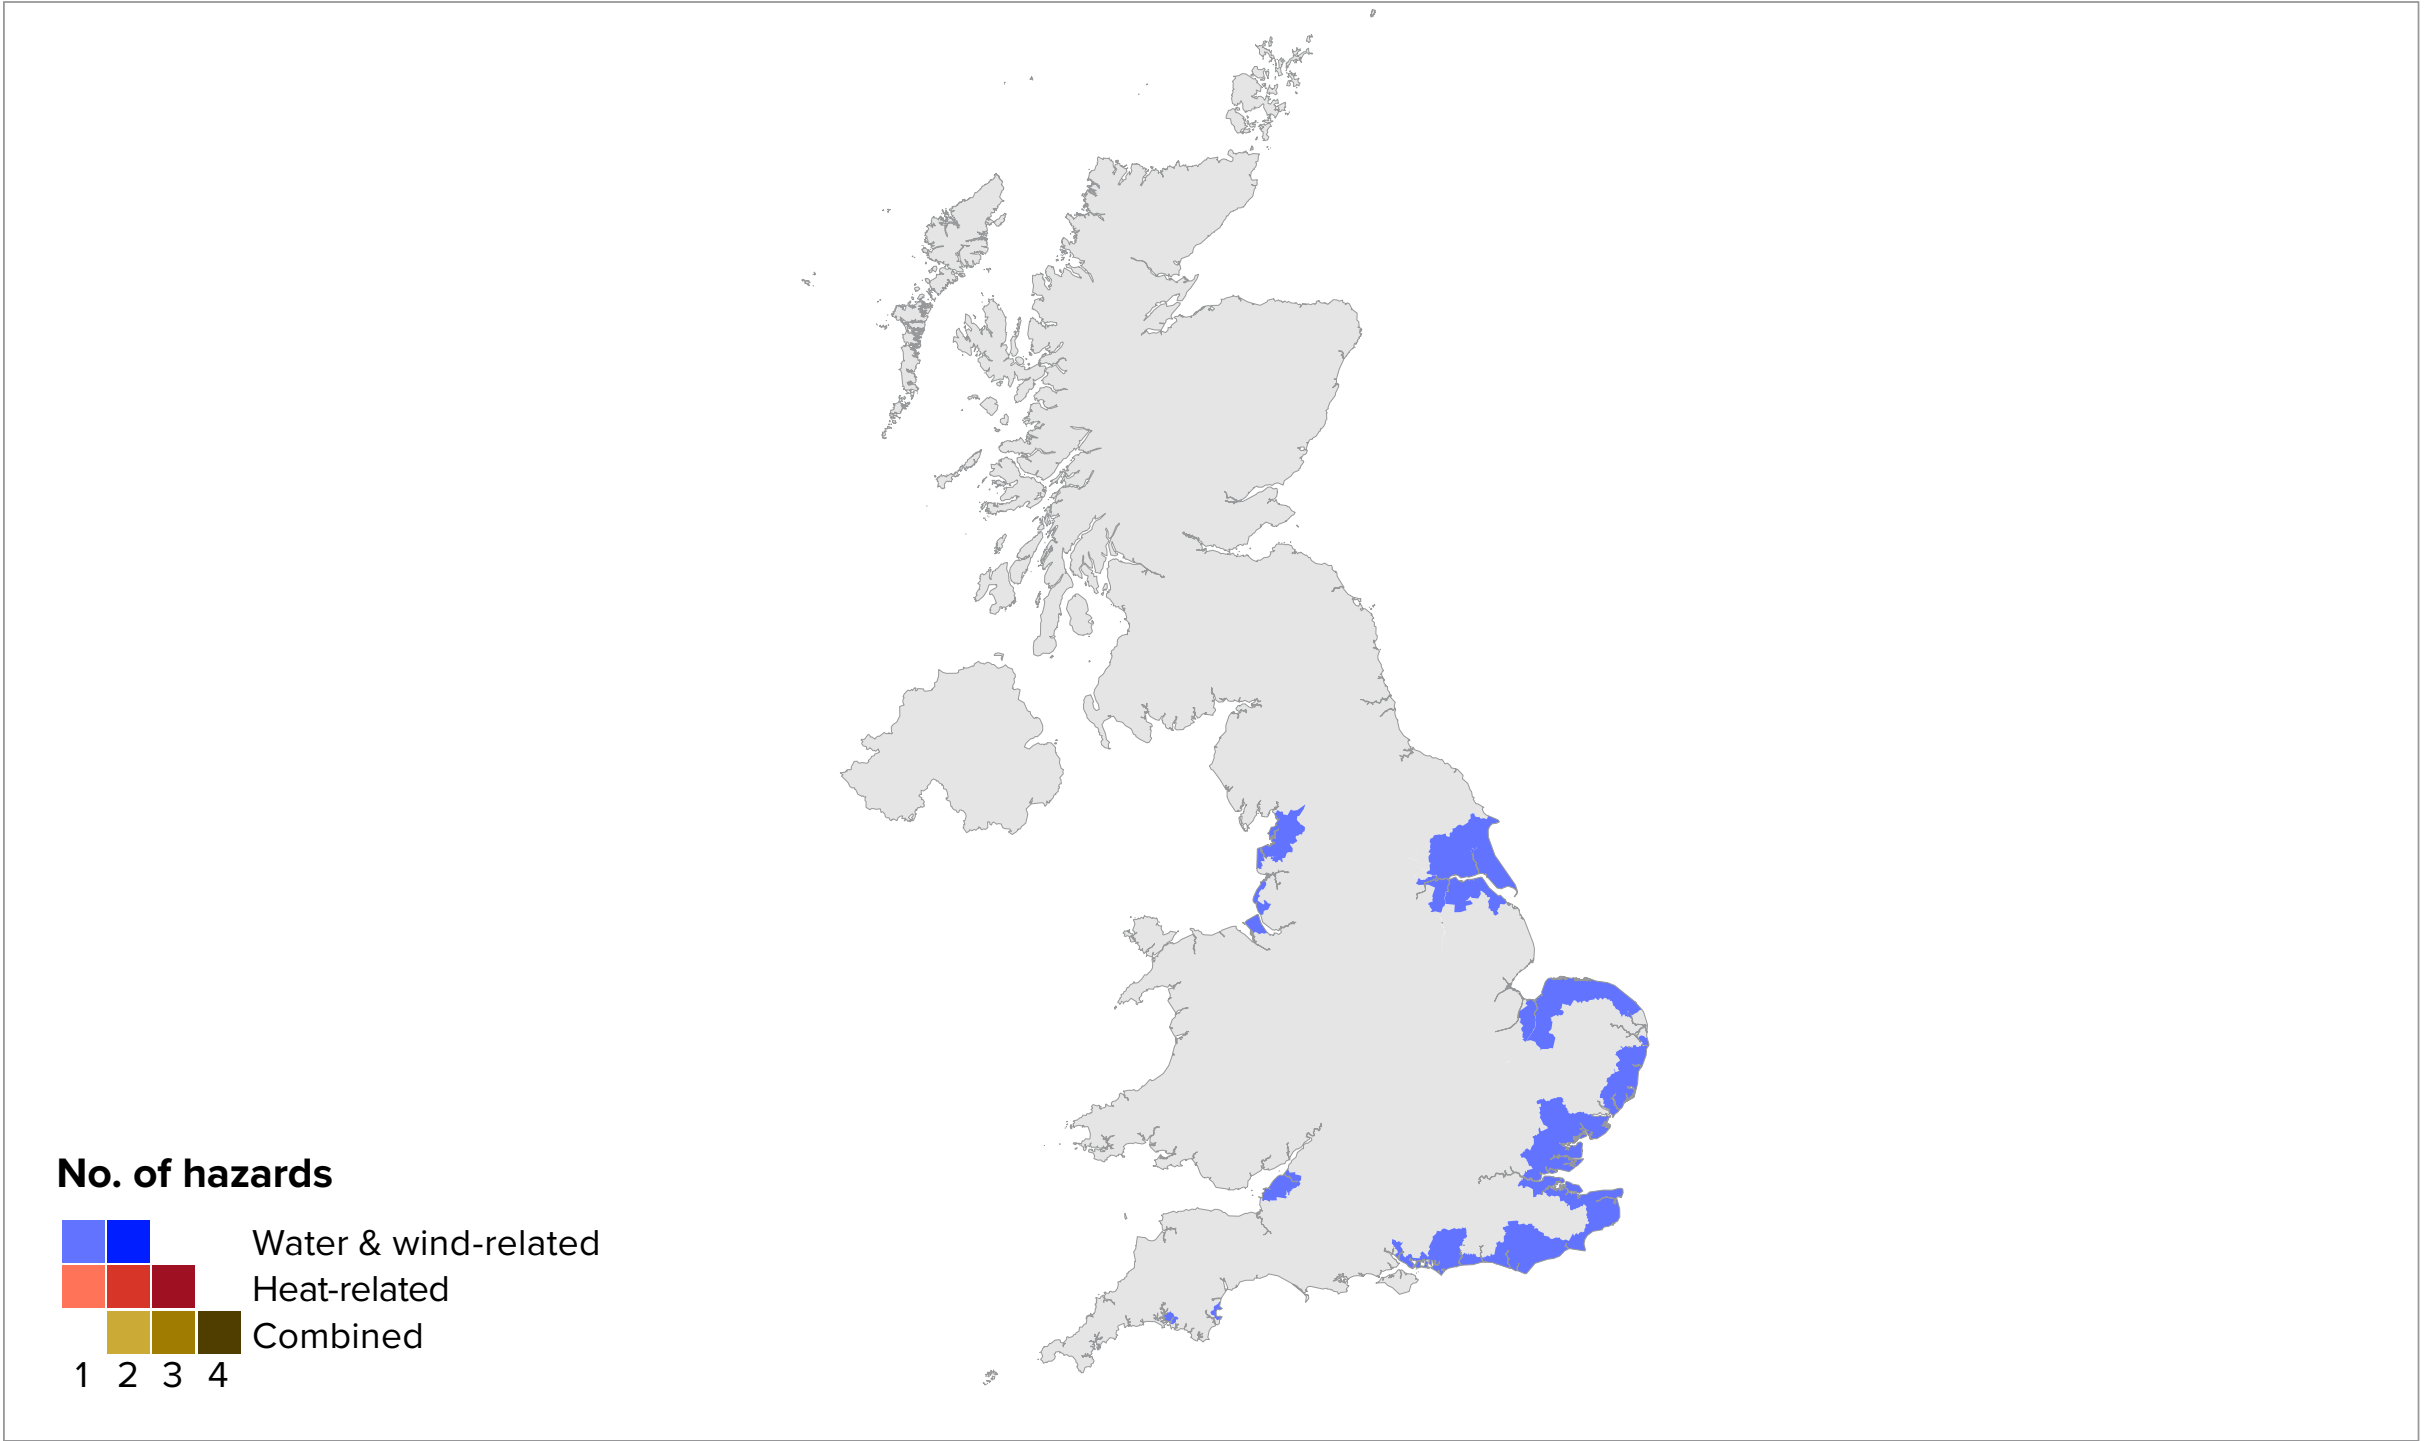 No. of hazards
Water & wind-related
Heat-related
Combined
1 2 3 4